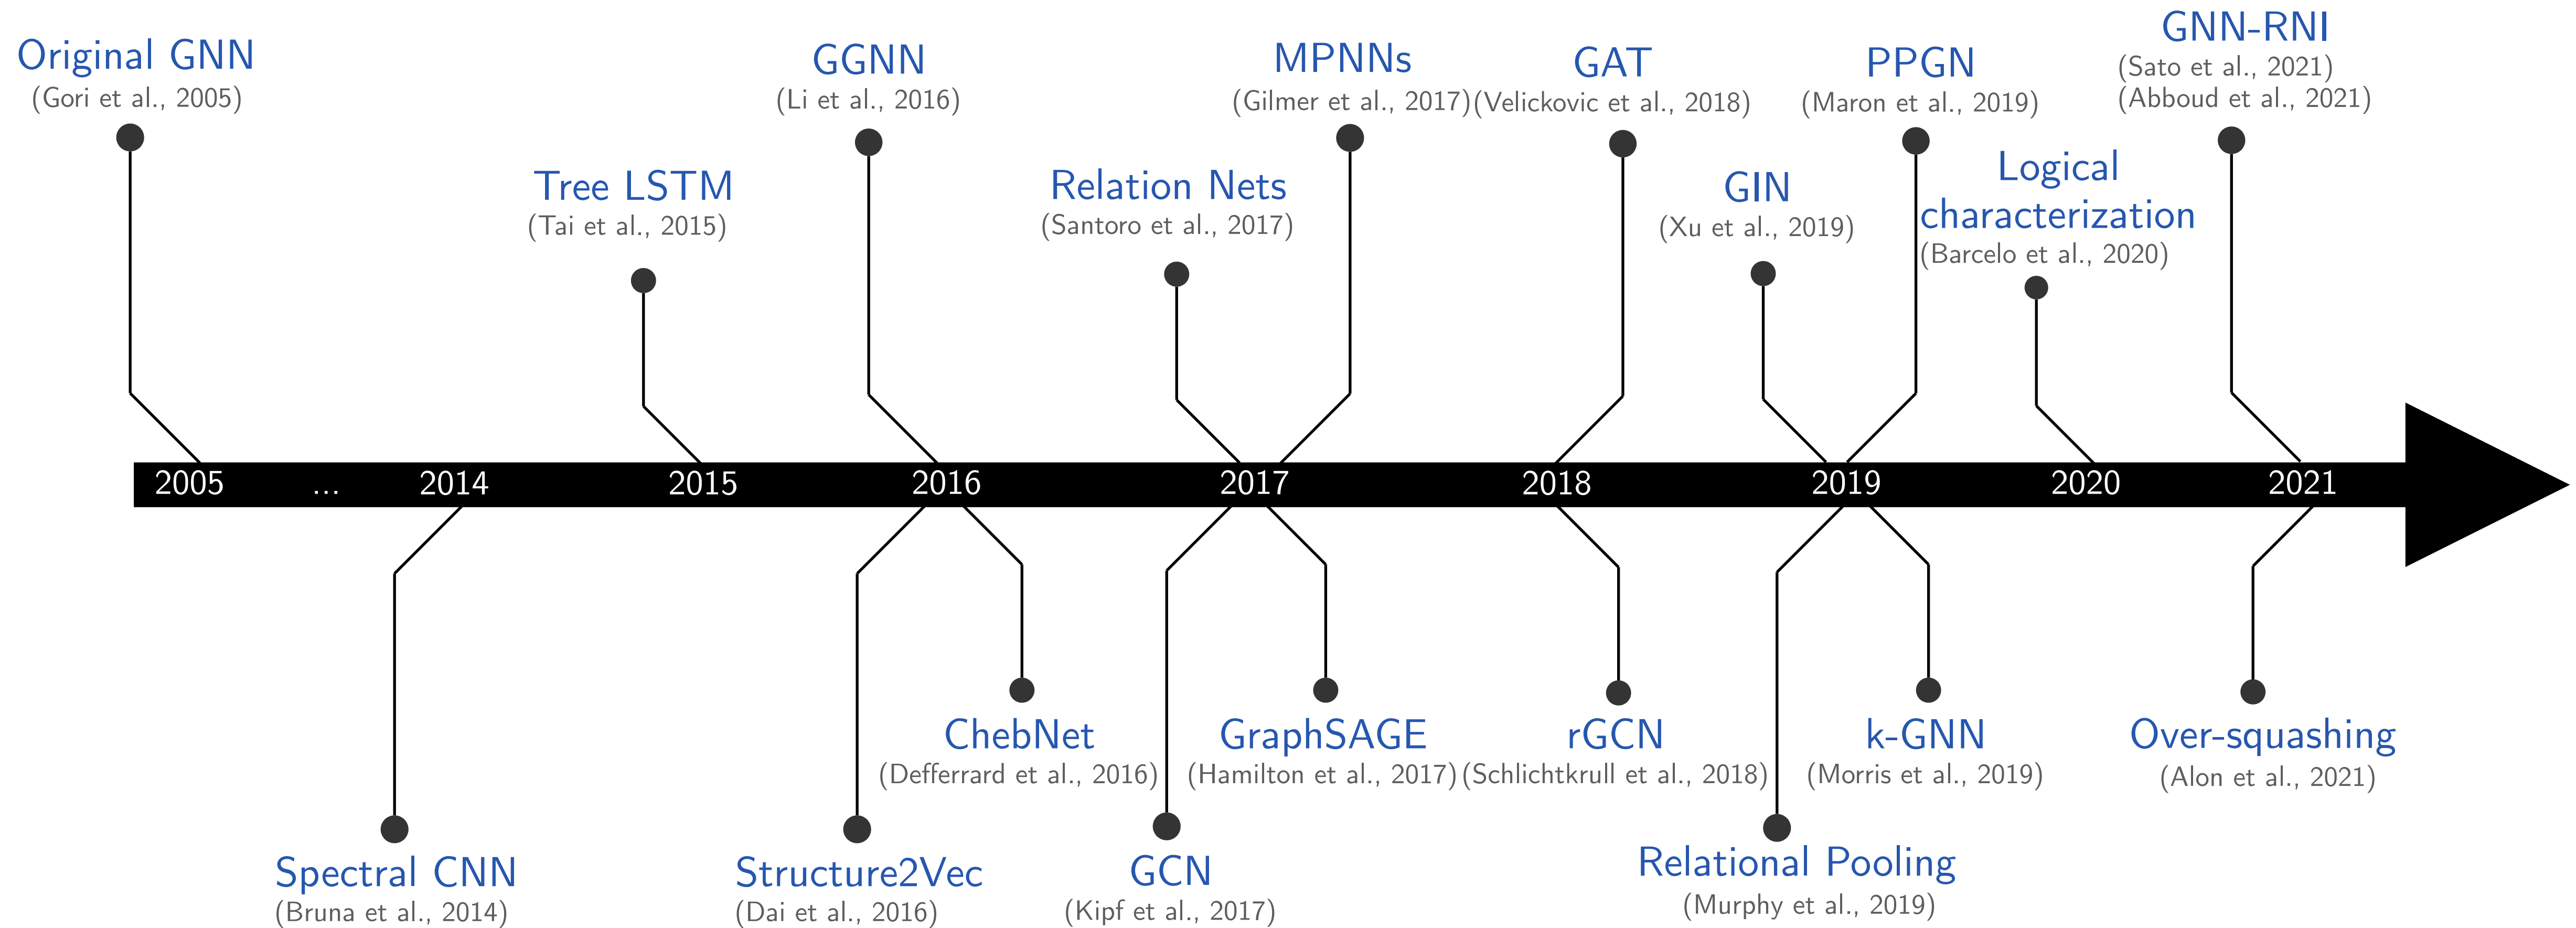 Original GNN
(Gori et al., 2005)
Tree LSTM
(Tai et al., 2015)
GGNN
(Li et al., 2016)
Relation Nets
(Santoro et al., 2017)
MPNNs
(Gilmer et al., 2017)
GAT
(Velickovic et al., 2018)
GIN
(Xu et al., 2019)
PPGN
(Maron et al., 2019)
Logical
characterization
(Barcelo et al., 2020)
GNN-RNI
(Sato et al., 2021)
(Abboud et al., 2021)
2005 ... 2014 2015 2016 2017 2018 2019 2020 2021
Spectral CNN
(Bruna et al., 2014)
Structure2Vec
(Dai et al., 2016)
ChebNet
(Defferrard et al., 2016)
GCN
(Kipf et al., 2017)
GraphSAGE
(Hamilton et al., 2017)
rGCN
(Schlichtkrull et al., 2018)
Relational Pooling
(Murphy et al., 2019)
k-GNN
(Morris et al., 2019)
Over-squashing
(Alon et al., 2021)